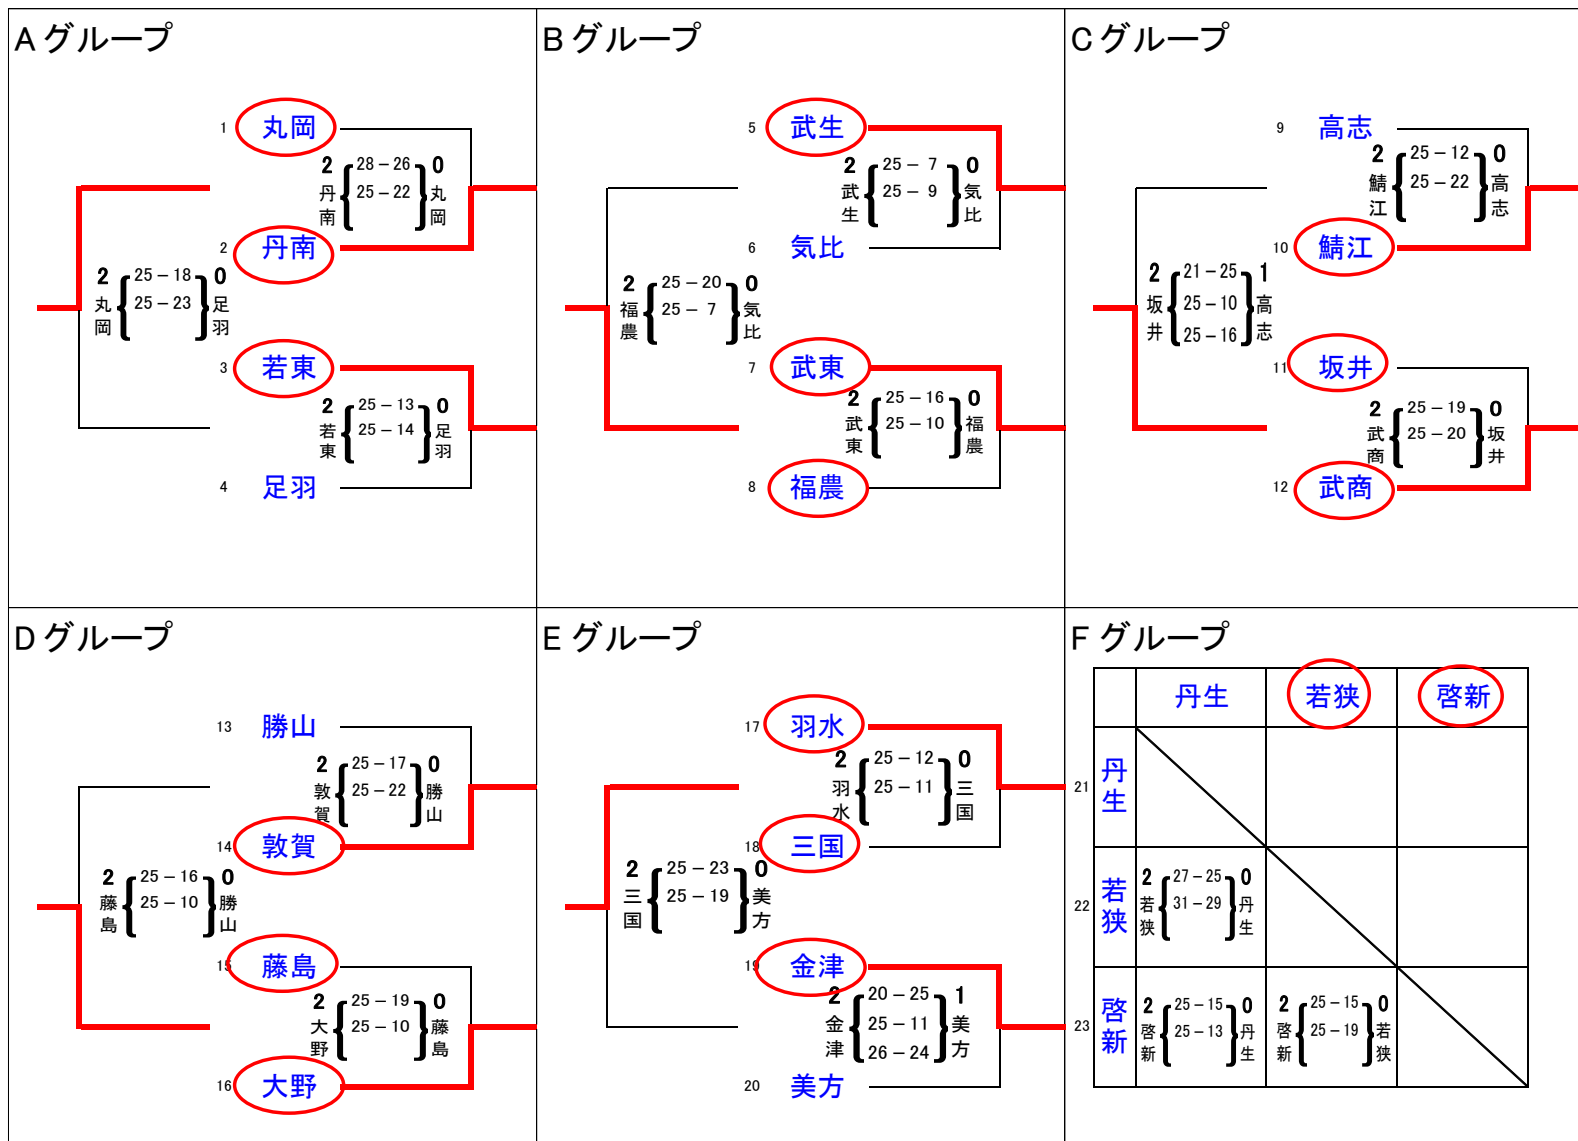 A グループ
1 丸岡
2 28－26 0
丹南 25－22 丸岡
2 丹南
2 25－18 0
丸岡 25－23 足羽
3 若東
2 25－13 0
若東 25－14 足羽
4 足羽
B グループ
5 武生
2 25－ 7 0
武生 25－ 9 気比
6 気比
2 25－20 0
福農 25－ 7 気比
7 武東
2 25－16 0
武東 25－10 福農
8 福農
C グループ
9 高志
2 25－12 0
鯖江 25－22 高志
10 鯖江
2 21－25 1
坂井 25－10 高志
25－16
11 坂井
2 25－19 0
武商 25－20 坂井
12 武商
D グループ
13 勝山
2 25－17 0
敦賀 25－22 勝山
14 敦賀
2 25－16 0
藤島 25－10 勝山
15 藤島
2 25－19 0
大野 25－10 藤島
16 大野
E グループ
17 羽水
2 25－12 0
羽水 25－11 三国
18 三国
2 25－23 0
三国 25－19 美方
19 金津
2 20－25 1
金津 25－11 美方
26－24
20 美方
F グループ
丹生 若狭 啓新
21 丹生
22 若狭
2 27－25 0
若狭 31－29 丹生
23 啓新
2 25－15 0
啓新 25－13 丹生
2 25－15 0
啓新 25－19 若狭